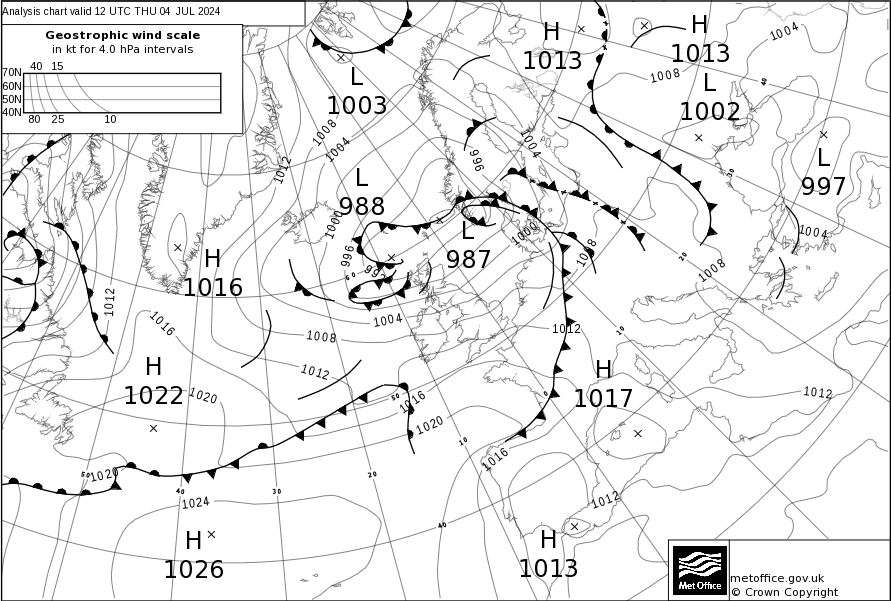 Analysis chart valid 12 UTC THU 04 JUL 2024
Geostrophic wind scale
in kt for 4.0 hPa intervals
40 15
70N
60N
50N
40N
80 25 10
L
1003
H
1013
H
1013
L
1002
L
997
L
988
L
987
H
1016
H
1022
H
1017
H
1026
H
1013
1004
1008
1008
1004
1012
1004
996
1000
996
992
1000
1008
1004
1008
1012
1016
1004
1008
1012
1012
1012
1020
1016
1020
1016
1020
1024
1012
40
30
20
10
60
50
0
50
40
30
20
10
40
Met Office
metoffice.gov.uk
© Crown Copyright